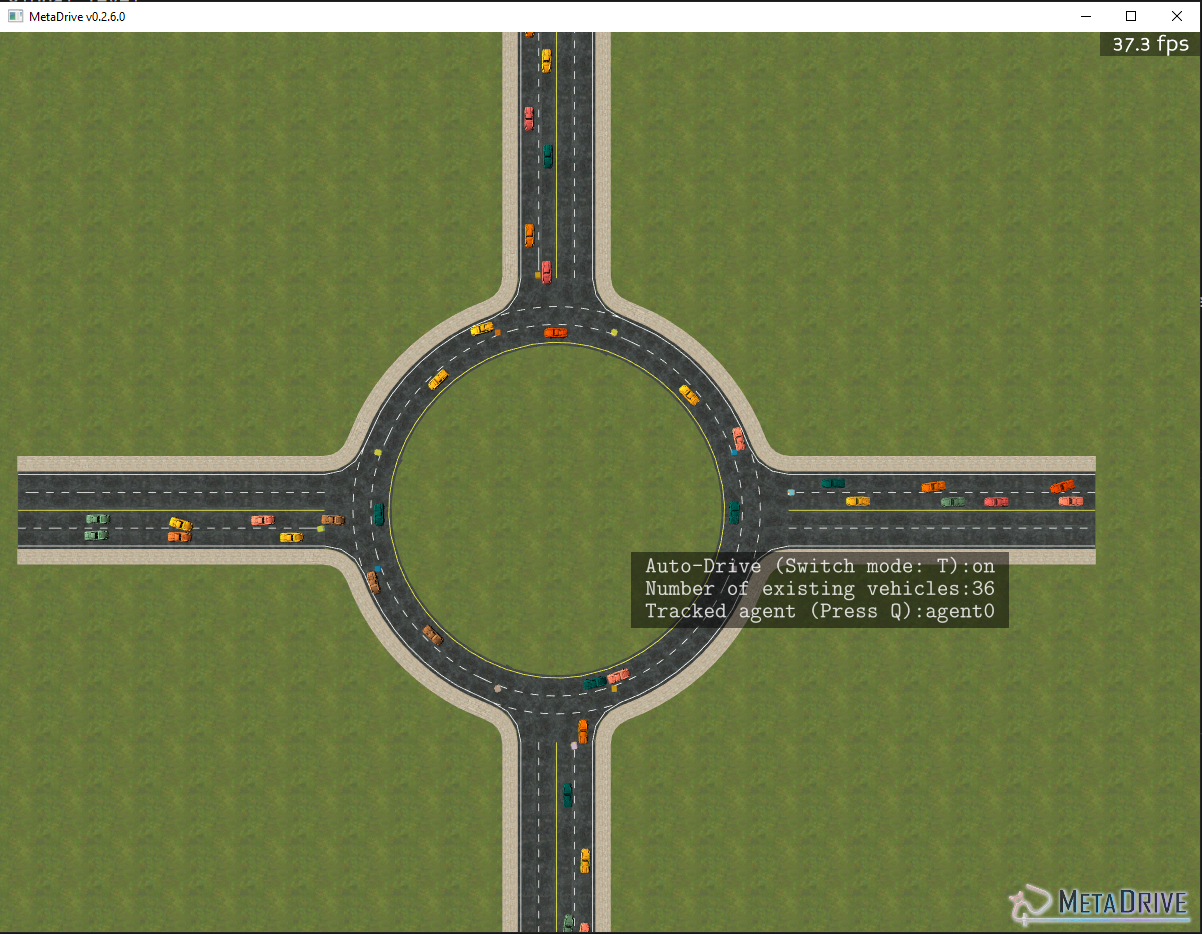 MetaDrive v0.2.6.0
37.3 fps
Auto-Drive (Switch mode: T):on
Number of existing vehicles:36
Tracked agent (Press Q):agent0
METADRIVE